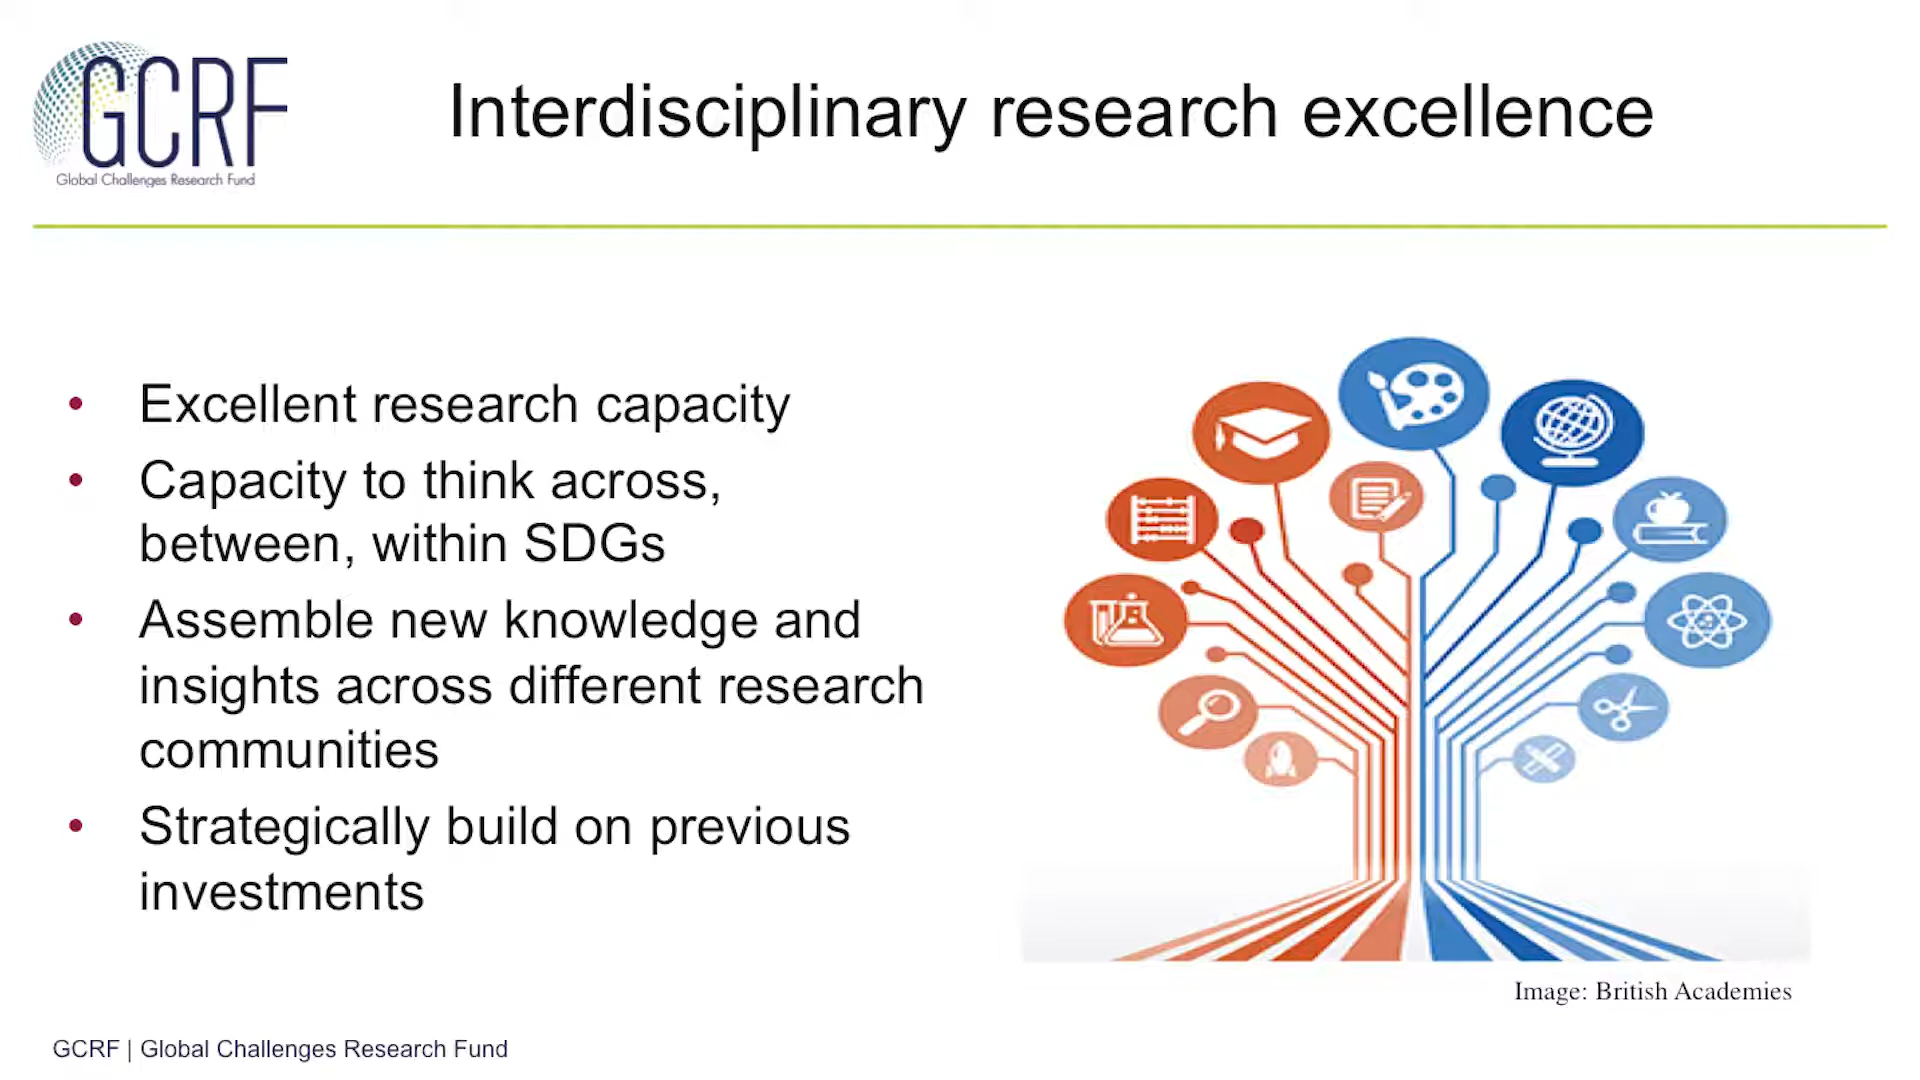 GCRF
Global Challenges Research Fund
Interdisciplinary research excellence
• Excellent research capacity
• Capacity to think across,
between, within SDGs
• Assemble new knowledge and
insights across different research
communities
• Strategically build on previous
investments
Image: British Academies
GCRF | Global Challenges Research Fund